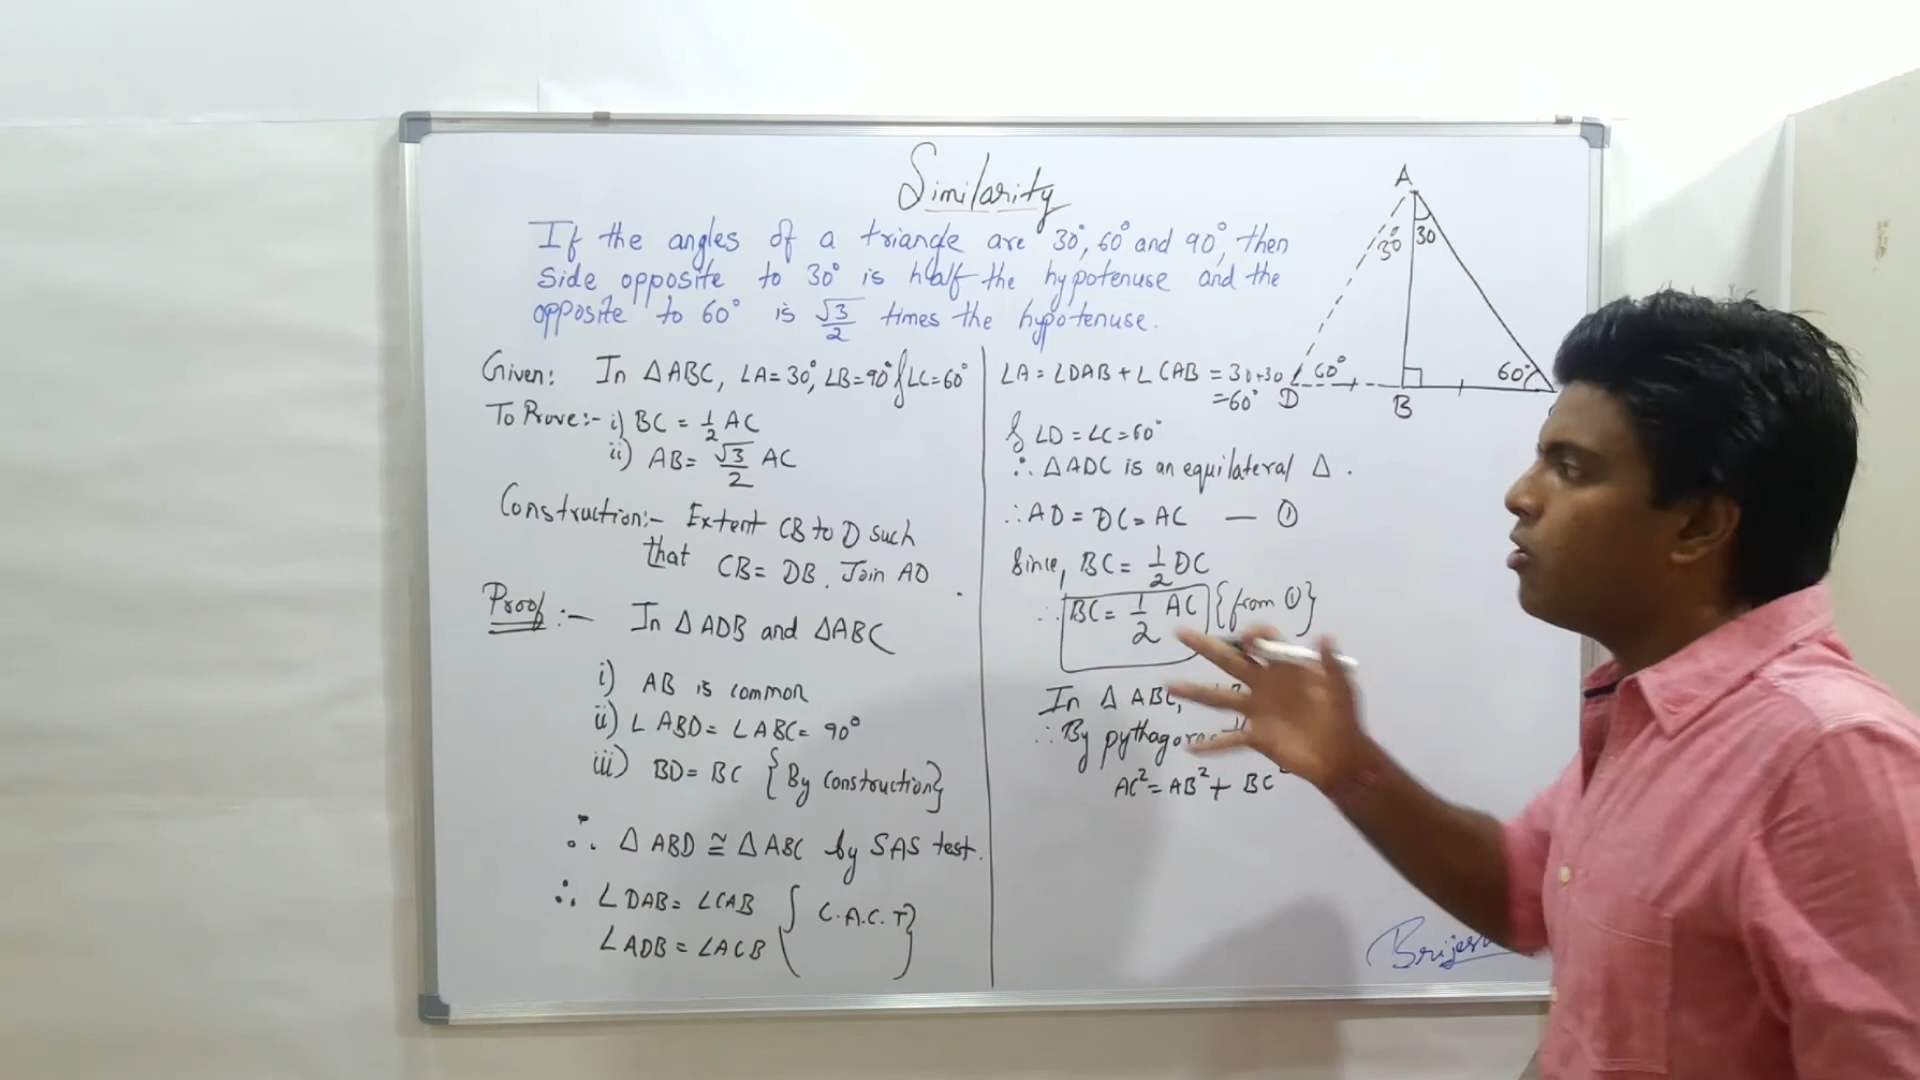 Similarity
If the angles of a triangle are 30°, 60° and 90°, then
side opposite to 30° is half the hypotenuse and the
opposite to 60° is √3/2 times the hypotenuse.
Given: In △ABC, ∠A=30°, ∠B=90° & ∠C=60°
To Prove:- i) BC = 1/2 AC
ii) AB = √3/2 AC
Construction:- Extent CB to D such
that CB = DB. Join AD
Proof :- In △ADB and △ABC
i) AB is common
ii) ∠ABD = ∠ABC = 90°
iii) BD = BC {By construction}
∴ △ABD ≅ △ABC by SAS test.
∴ ∠DAB = ∠CAB { C.A.C.T }
∠ADB = ∠ACB
∠A = ∠DAB + ∠CAB = 30+30
=60°
& ∠D = ∠C = 60°
∴ △ADC is an equilateral △.
∴ AD = DC = AC — ①
Since, BC = 1/2 DC
∴ BC = 1/2 AC {from ①}
In △ABC,
∴ By
AC² = AB² + BC²
A
30°
30
60°
60°
D
B